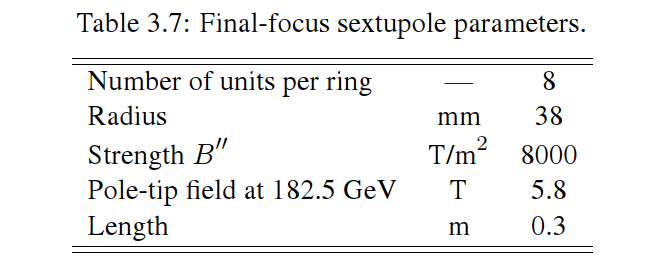 Table 3.7: Final-focus sextupole parameters.
Number of units per ring — 8
Radius mm 38
Strength B″ T/m² 8000
Pole-tip field at 182.5 GeV T 5.8
Length m 0.3